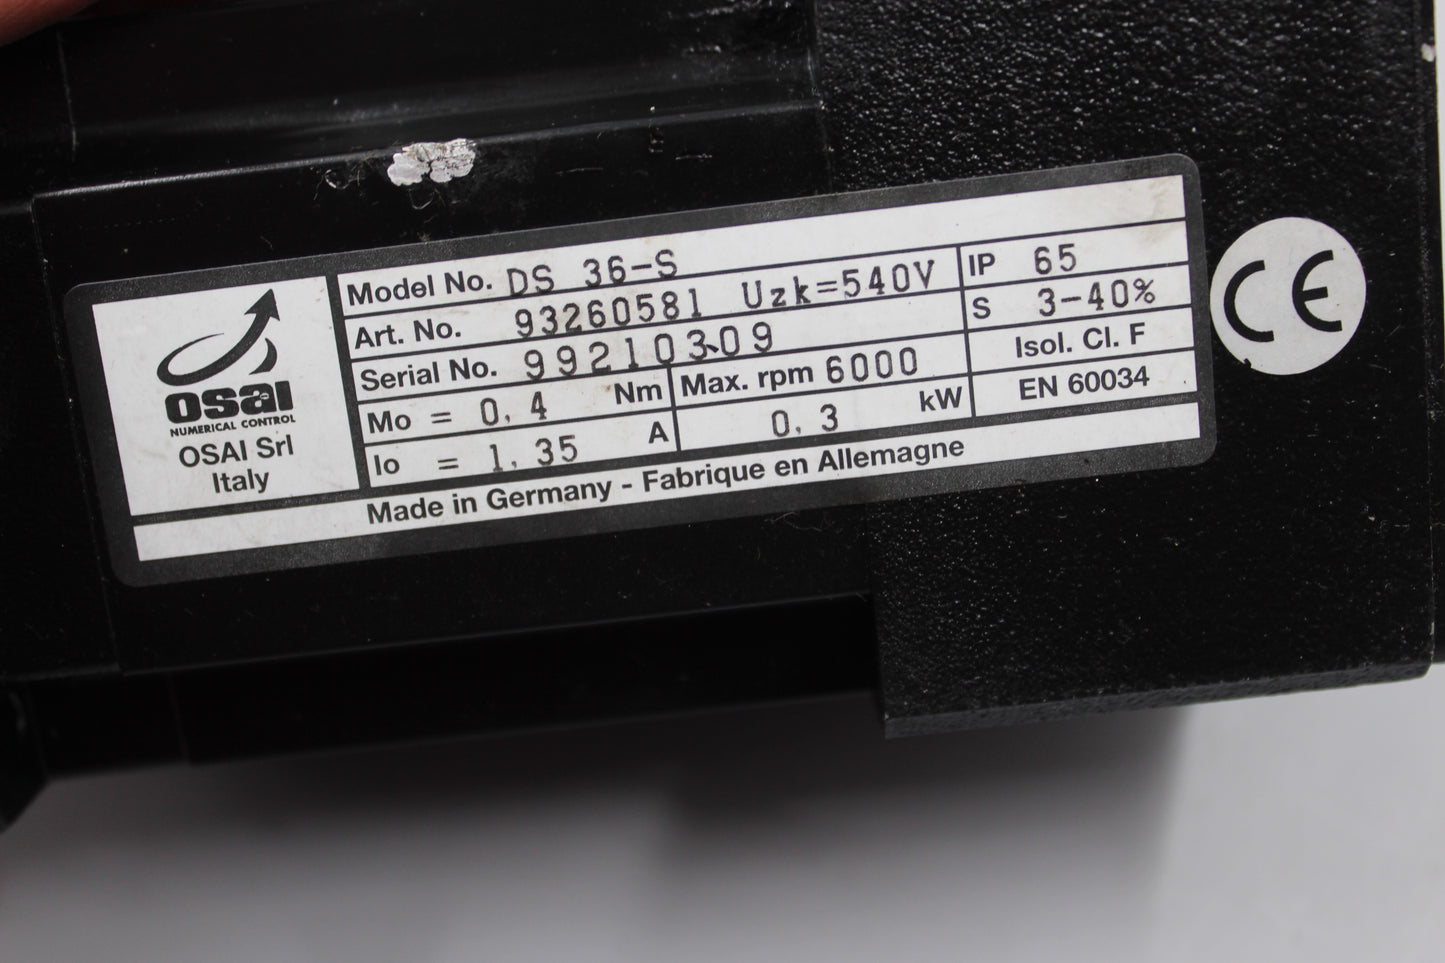 Model No. DS 36-S
Art. No. 93260581 Uzk=540V
Serial No. 992103309
Mo = 0,4 Nm Max. rpm 6000
Io = 1,35 A 0,3 kW
IP 65
S 3-40%
Isol. Cl. F
EN 60034
osai
NUMERICAL CONTROL
OSAI Srl
Italy
Made in Germany - Fabrique en Allemagne
CE